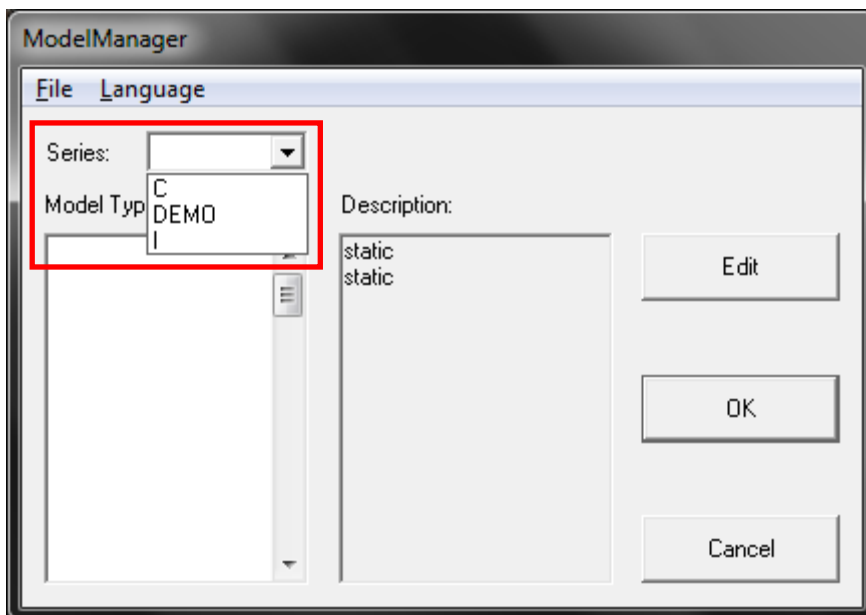 ModelManager
File Language
Series:
C
DEMO
I
Model Typ
Description:
static
static
Edit
OK
Cancel